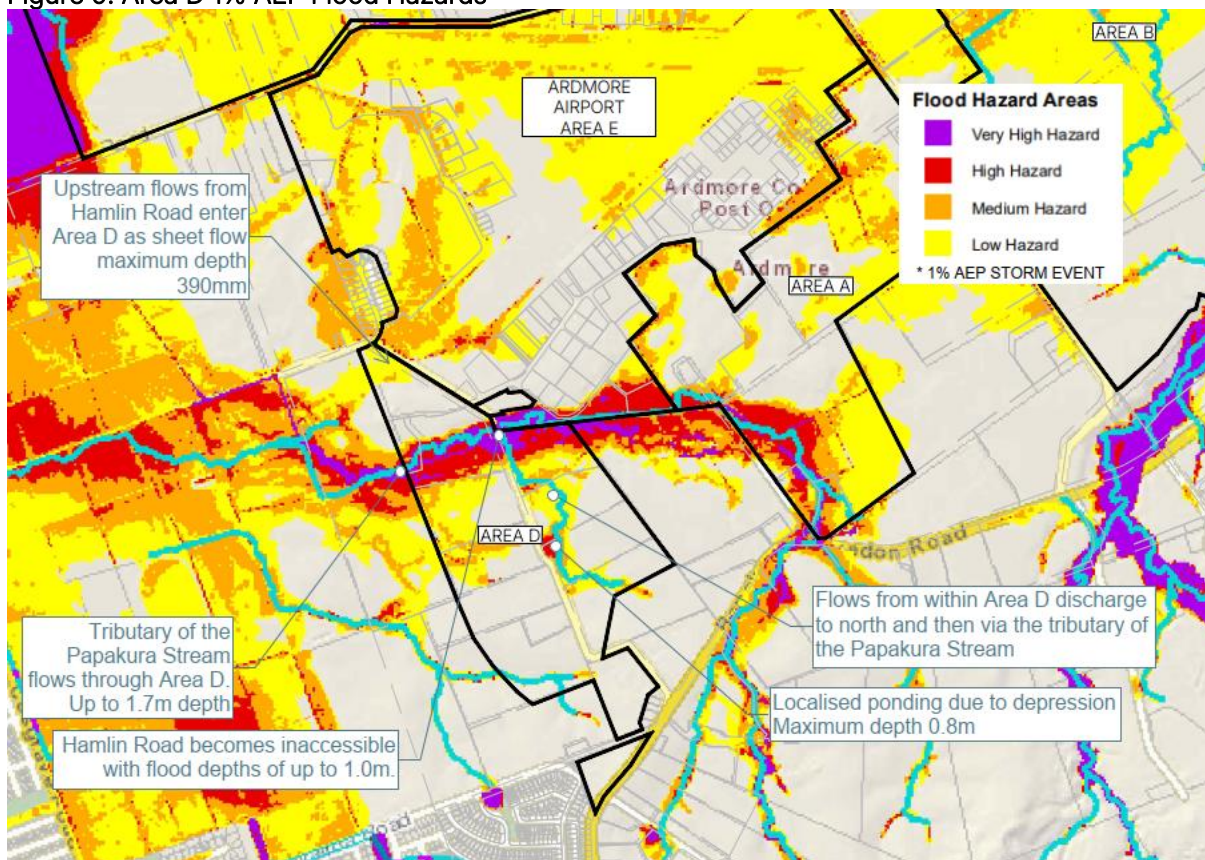 Figure 6: Area D 1% AEP Flood Hazards
AREA B
ARDMORE
AIRPORT
AREA E
Flood Hazard Areas
Very High Hazard
High Hazard
Medium Hazard
Low Hazard
* 1% AEP STORM EVENT
Upstream flows from
Hamlin Road enter
Area D as sheet flow
maximum depth
390mm
Ardmore
Post
Ardmore
AREA A
AREA D
Road
Flows from within Area D discharge
to north and then via the tributary of
the Papakura Stream
Tributary of the
Papakura Stream
flows through Area D.
Up to 1.7m depth
Localised ponding due to depression
Maximum depth 0.8m
Hamlin Road becomes inaccessible
with flood depths of up to 1.0m.
Road